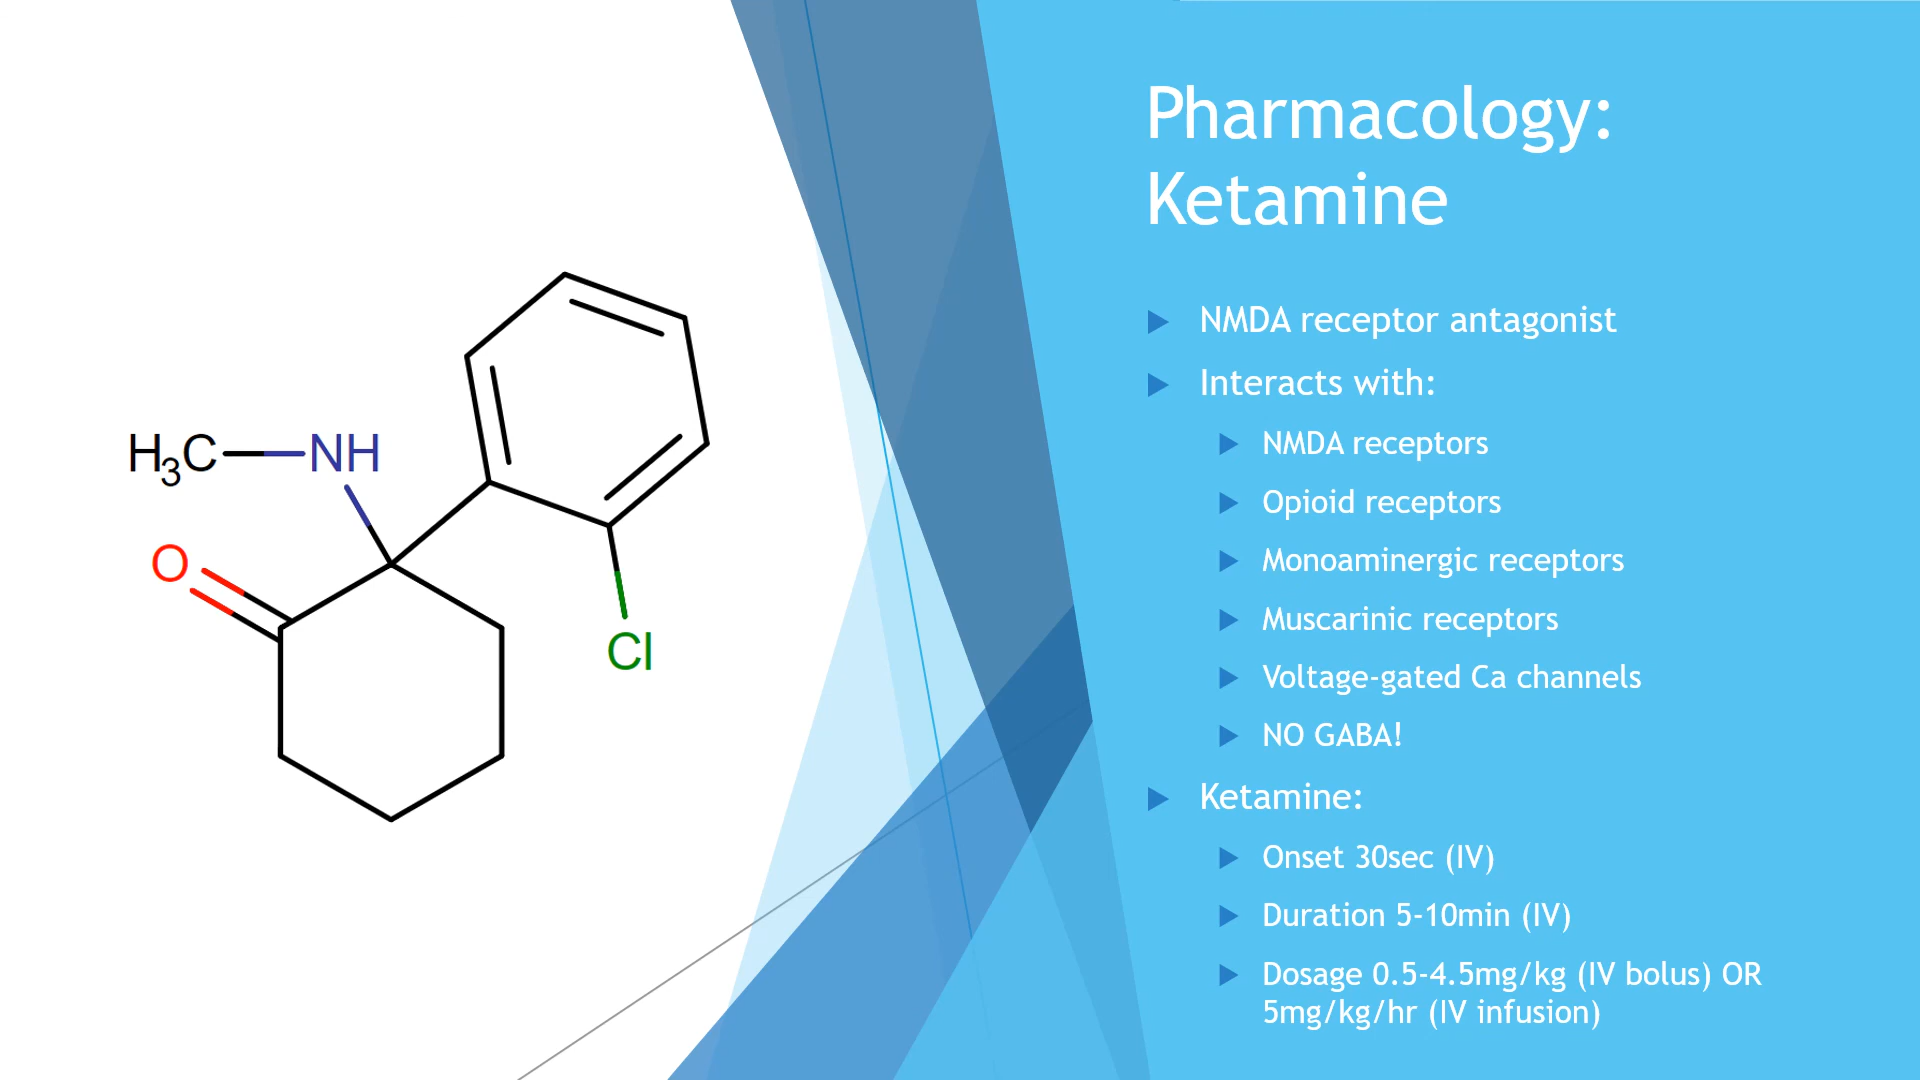 Pharmacology:
Ketamine
NMDA receptor antagonist
Interacts with:
NMDA receptors
Opioid receptors
Monoaminergic receptors
Muscarinic receptors
Voltage-gated Ca channels
NO GABA!
Ketamine:
Onset 30sec (IV)
Duration 5-10min (IV)
Dosage 0.5-4.5mg/kg (IV bolus) OR
5mg/kg/hr (IV infusion)
H3C
NH
O
Cl